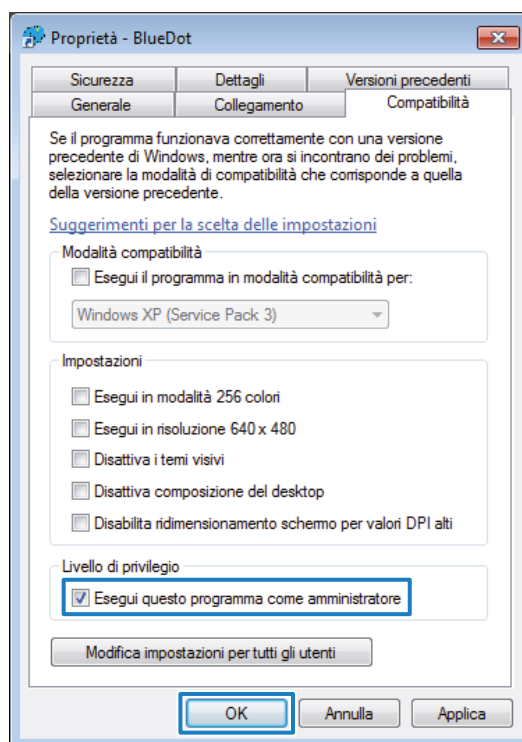 Proprietà - BlueDot
Sicurezza Dettagli Versioni precedenti
Generale Collegamento Compatibilità
Se il programma funzionava correttamente con una versione
precedente di Windows, mentre ora si incontrano dei problemi,
selezionare la modalità di compatibilità che corrisponde a quella
della versione precedente.
Suggerimenti per la scelta delle impostazioni
Modalità compatibilità
Esegui il programma in modalità compatibilità per:
Windows XP (Service Pack 3)
Impostazioni
Esegui in modalità 256 colori
Esegui in risoluzione 640 x 480
Disattiva i temi visivi
Disattiva composizione del desktop
Disabilita ridimensionamento schermo per valori DPI alti
Livello di privilegio
Esegui questo programma come amministratore
Modifica impostazioni per tutti gli utenti
OK Annulla Applica